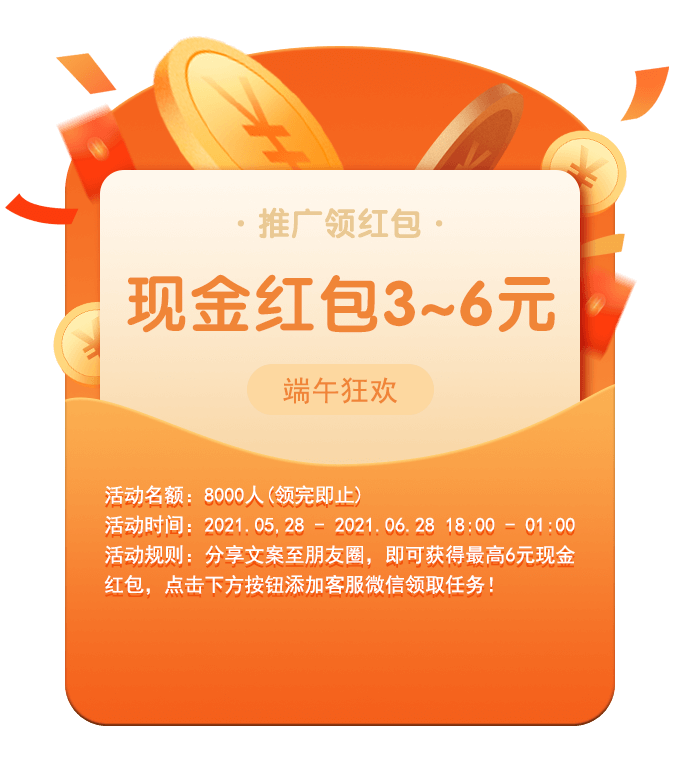 · 推广领红包 ·
现金红包3~6元
端午狂欢
活动名额：8000人(领完即止)
活动时间：2021.05.28 - 2021.06.28 18:00 - 01:00
活动规则：分享文案至朋友圈，即可获得最高6元现金
红包，点击下方按钮添加客服微信领取任务！